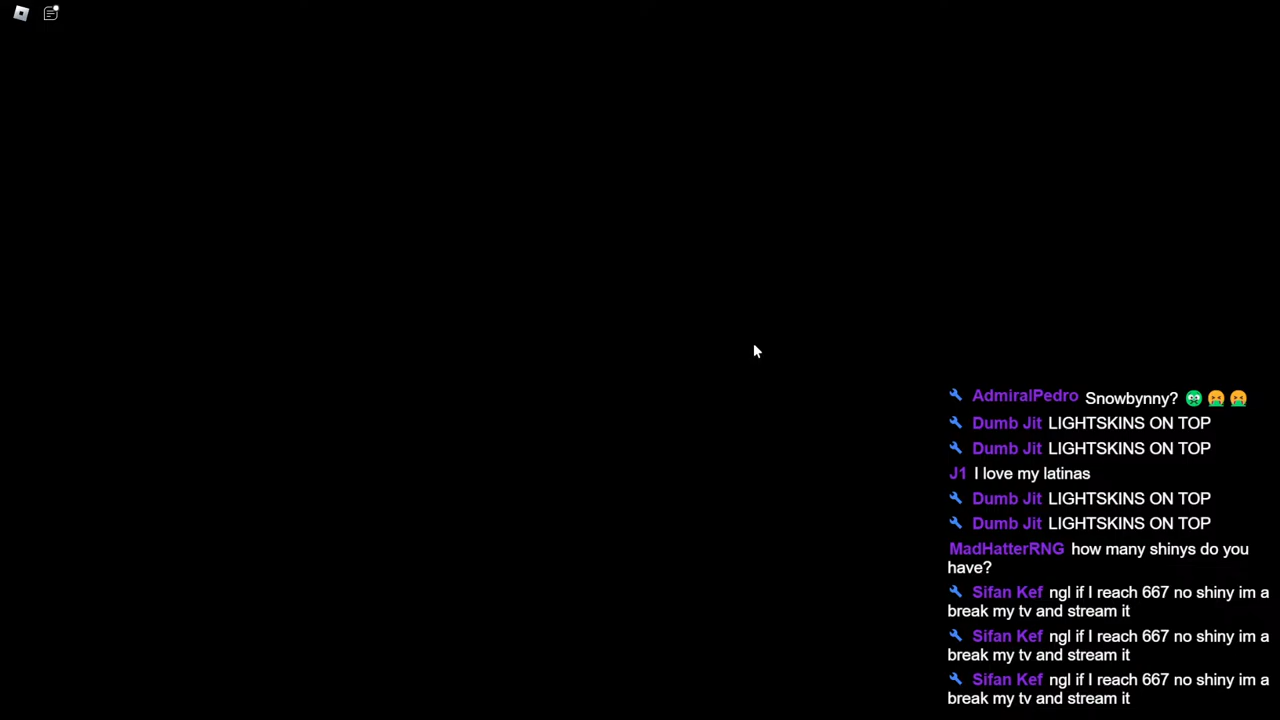 AdmiralPedro Snowbynny? 🤢🤮🤮
Dumb Jit LIGHTSKINS ON TOP
Dumb Jit LIGHTSKINS ON TOP
J1 I love my latinas
Dumb Jit LIGHTSKINS ON TOP
Dumb Jit LIGHTSKINS ON TOP
MadHatterRNG how many shinys do you
have?
Sifan Kef ngl if I reach 667 no shiny im a
break my tv and stream it
Sifan Kef ngl if I reach 667 no shiny im a
break my tv and stream it
Sifan Kef ngl if I reach 667 no shiny im a
break my tv and stream it